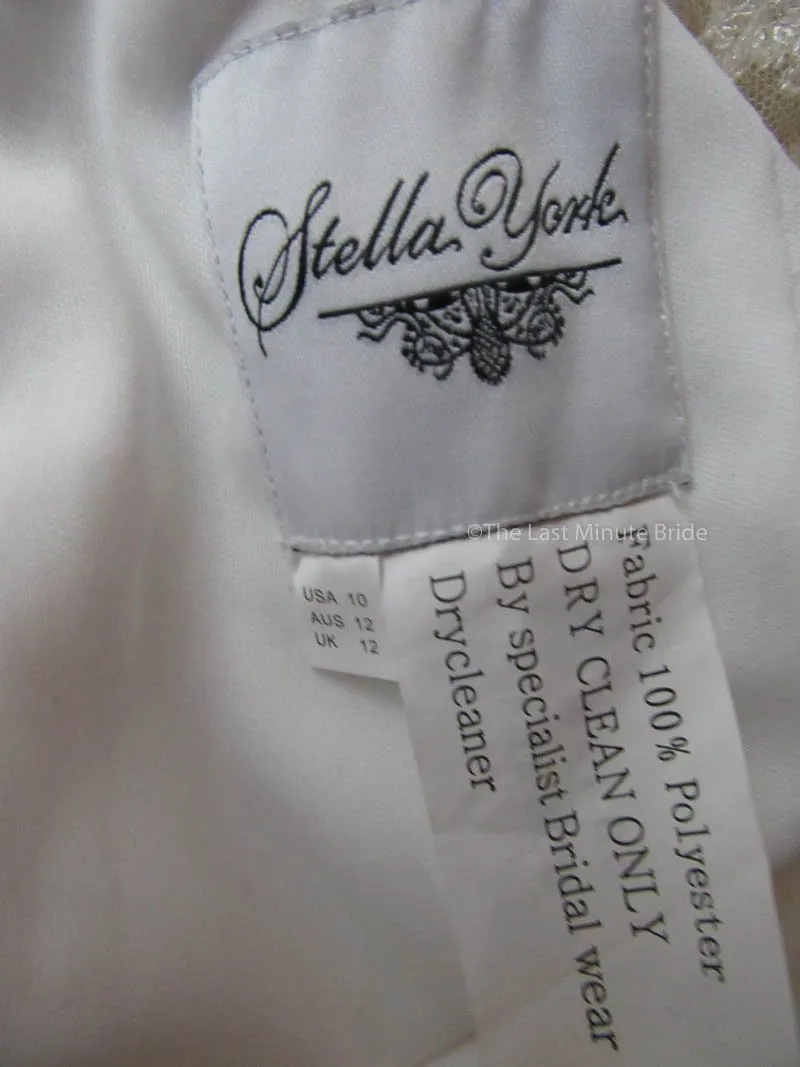 Stella York
©The Last Minute Bride
USA 10
AUS 12
UK 12
Fabric 100% Polyester
DRY CLEAN ONLY
By specialist Bridal wear
Drycleaner